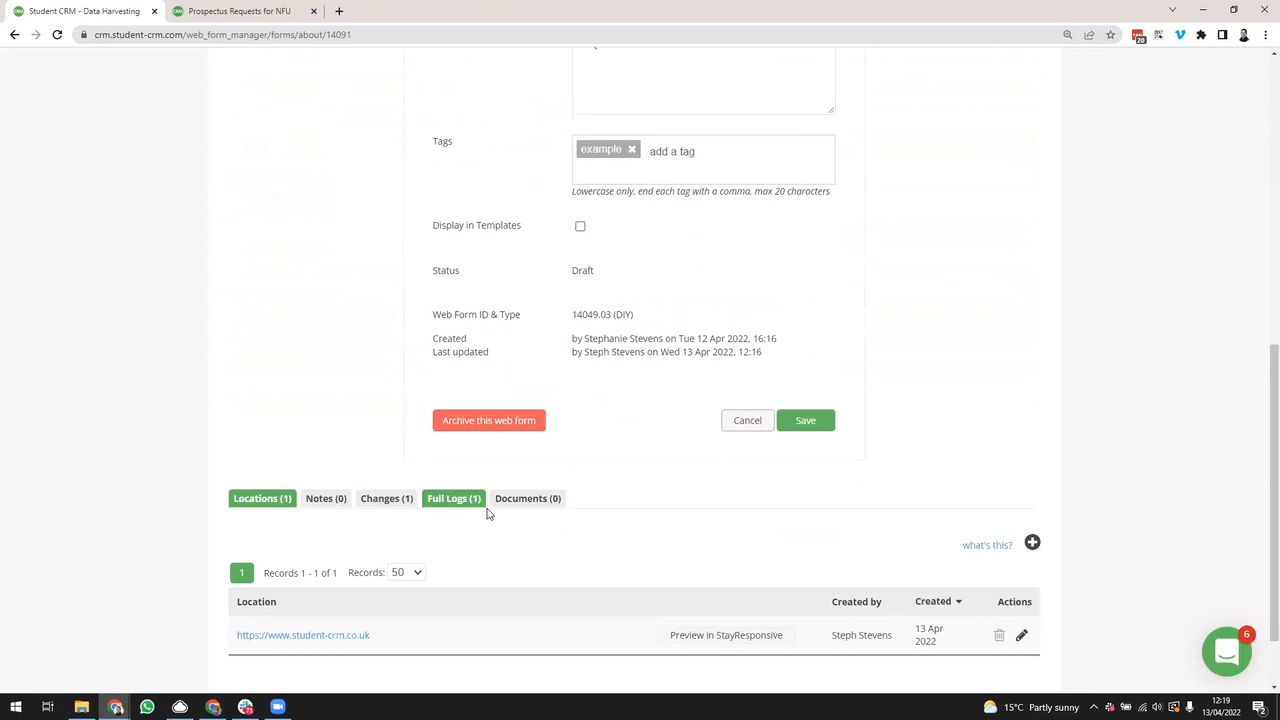 Student CRM - Data Harvesting
Prospectus Requests for NFU
crm.student-crm.com/web_form_manager/forms/about/14091
20
Tags
example
add a tag
Lowercase only, end each tag with a comma, max 20 characters
Display in Templates
Status
Draft
Web Form ID & Type
14049.03 (DIY)
Created
by Stephanie Stevens on Tue 12 Apr 2022, 16:16
Last updated
by Steph Stevens on Wed 13 Apr 2022, 12:16
Archive this web form
Cancel
Save
Locations (1)
Notes (0)
Changes (1)
Full Logs (1)
Documents (0)
what's this?
1
Records 1 - 1 of 1
Records:
50
Location
Created by
Created
Actions
https://www.student-crm.co.uk
Preview in StayResponsive
Steph Stevens
13 Apr
2022
6
15°C Partly sunny
12:19
13/04/2022
2